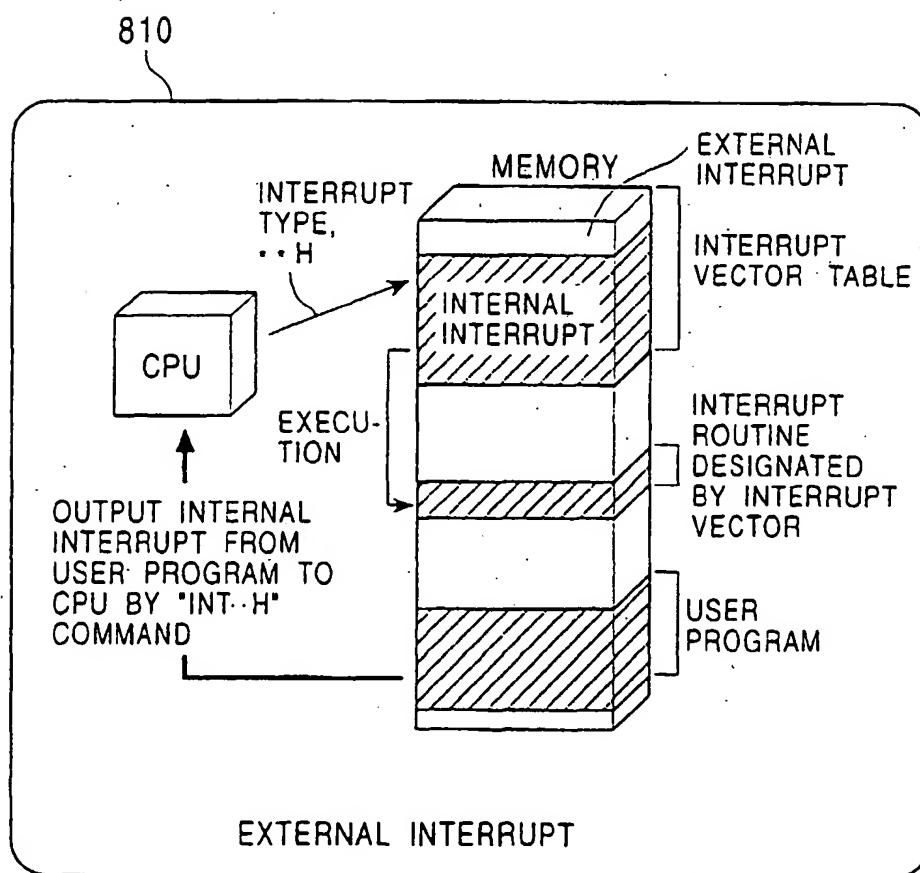 810
MEMORY
EXTERNAL
INTERRUPT
INTERRUPT
TYPE,
··H
INTERRUPT
VECTOR TABLE
INTERNAL
INTERRUPT
CPU
EXECU-
TION
INTERRUPT
ROUTINE
DESIGNATED
BY INTERRUPT
VECTOR
OUTPUT INTERNAL
INTERRUPT FROM
USER PROGRAM TO
CPU BY "INT··H"
COMMAND
USER
PROGRAM
EXTERNAL INTERRUPT